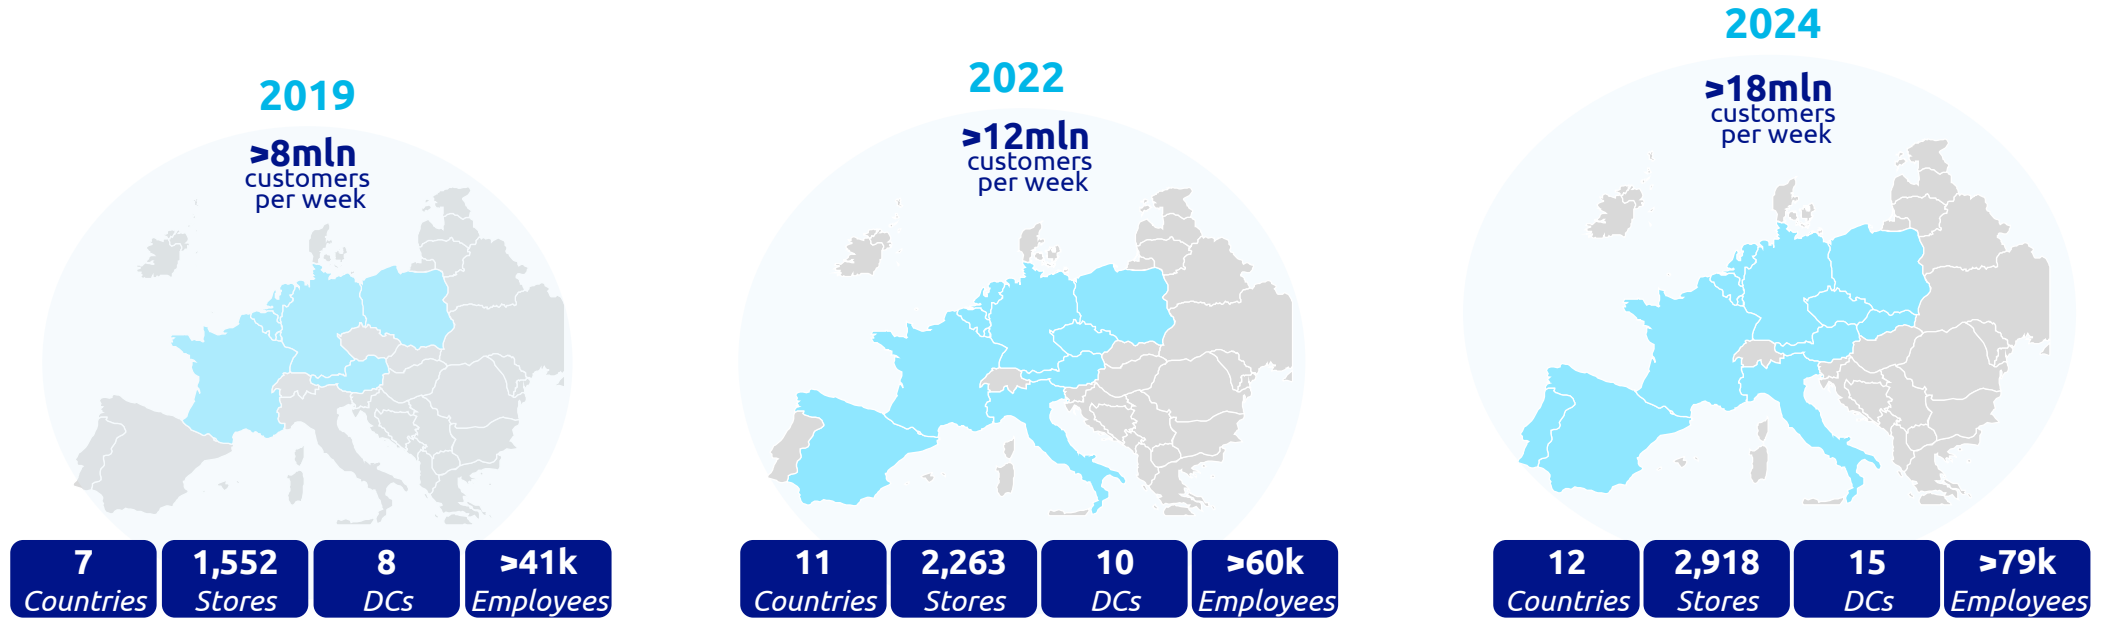 2019
>8mln
customers
per week
7
Countries
1,552
Stores
8
DCs
>41k
Employees
2022
>12mln
customers
per week
11
Countries
2,263
Stores
10
DCs
>60k
Employees
2024
>18mln
customers
per week
12
Countries
2,918
Stores
15
DCs
>79k
Employees